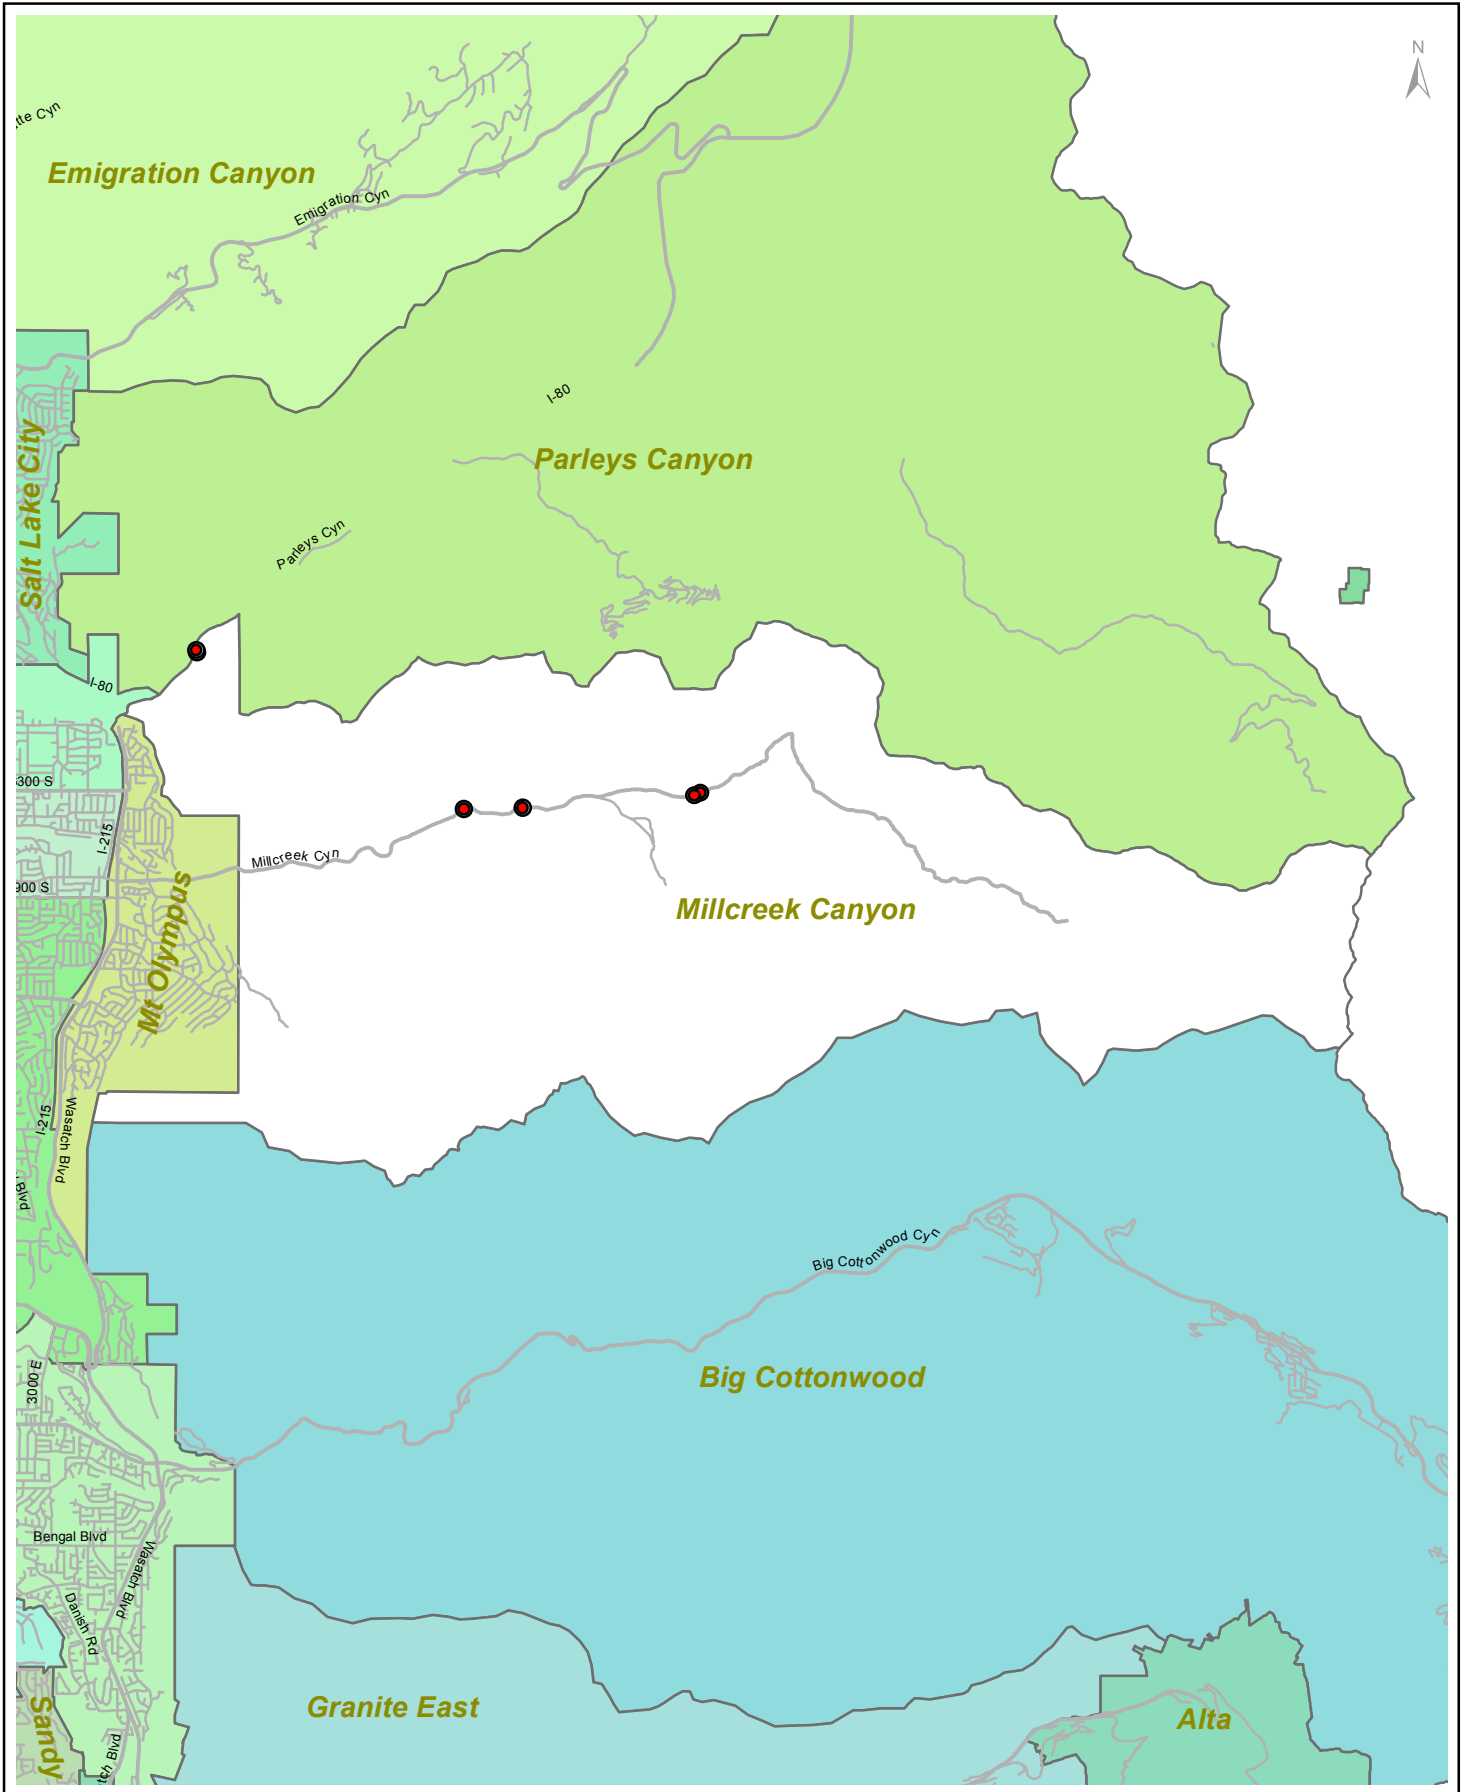 N
tte Cyn
Emigration Canyon
Emigration Cyn
I-80
Salt Lake City
Parleys Canyon
Parleys Cyn
I-80
3300 S
I-215
Millcreek Cyn
900 S
Mt Olympus
Millcreek Canyon
I-215
Wasatch Blvd
Blvd
Big Cottonwood Cyn
3000 E
Big Cottonwood
Bengal Blvd
Wasatch Blvd
Danish Rd
Sandy
Granite East
Alta
tch Blvd